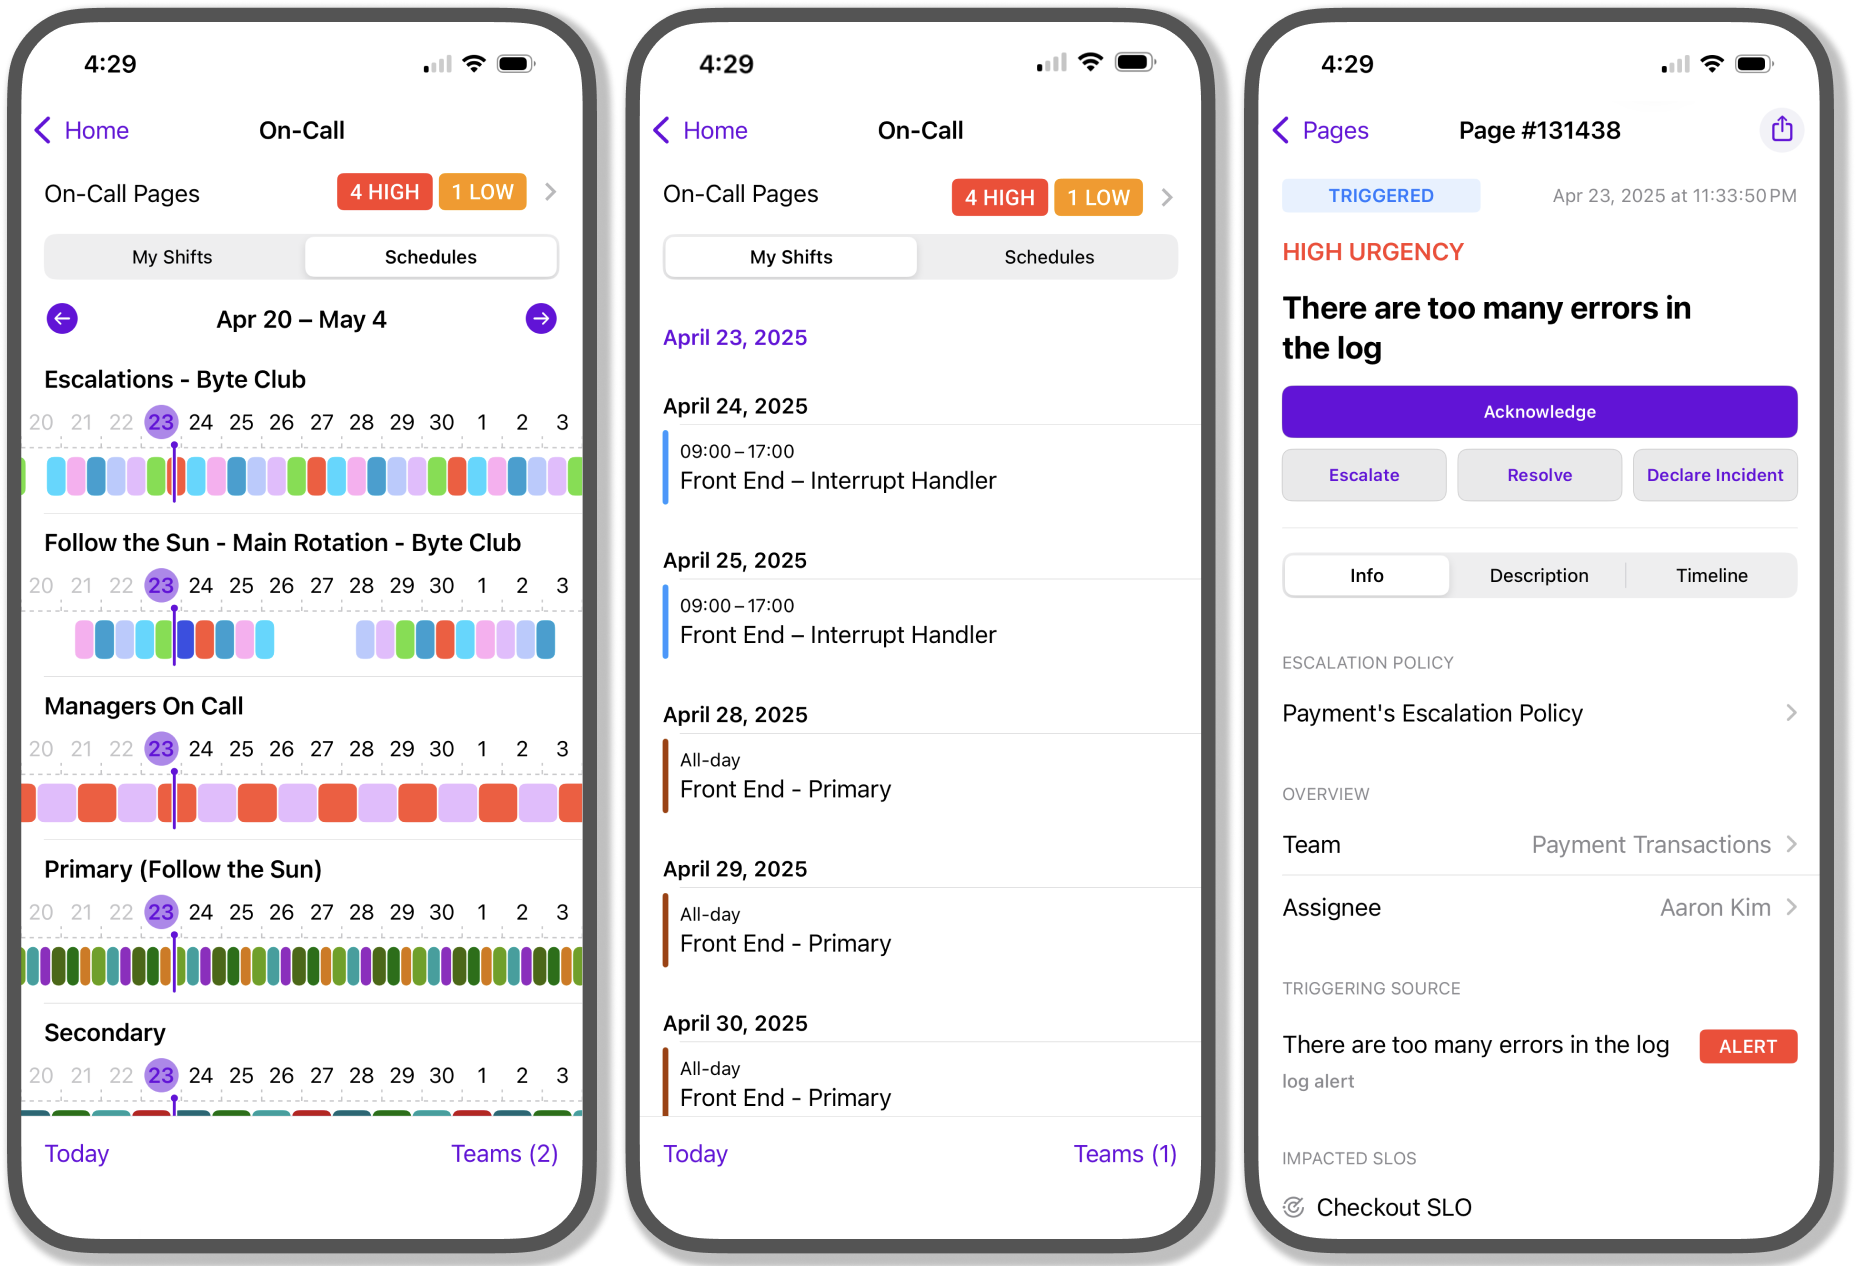 4:29
Home
On-Call
On-Call Pages
4 HIGH
1 LOW
My Shifts
Schedules
Apr 20 – May 4
Escalations - Byte Club
20 21 22 23 24 25 26 27 28 29 30 1 2 3
Follow the Sun - Main Rotation - Byte Club
20 21 22 23 24 25 26 27 28 29 30 1 2 3
Managers On Call
20 21 22 23 24 25 26 27 28 29 30 1 2 3
Primary (Follow the Sun)
20 21 22 23 24 25 26 27 28 29 30 1 2 3
Secondary
20 21 22 23 24 25 26 27 28 29 30 1 2 3
Today
Teams (2)
4:29
Home
On-Call
On-Call Pages
4 HIGH
1 LOW
My Shifts
Schedules
April 23, 2025
April 24, 2025
09:00 – 17:00
Front End – Interrupt Handler
April 25, 2025
09:00 – 17:00
Front End – Interrupt Handler
April 28, 2025
All-day
Front End - Primary
April 29, 2025
All-day
Front End - Primary
April 30, 2025
All-day
Front End - Primary
Today
Teams (1)
4:29
Pages
Page #131438
TRIGGERED
Apr 23, 2025 at 11:33:50 PM
HIGH URGENCY
There are too many errors in
the log
Acknowledge
Escalate
Resolve
Declare Incident
Info
Description
Timeline
ESCALATION POLICY
Payment's Escalation Policy
OVERVIEW
Team
Payment Transactions
Assignee
Aaron Kim
TRIGGERING SOURCE
There are too many errors in the log
ALERT
log alert
IMPACTED SLOS
Checkout SLO